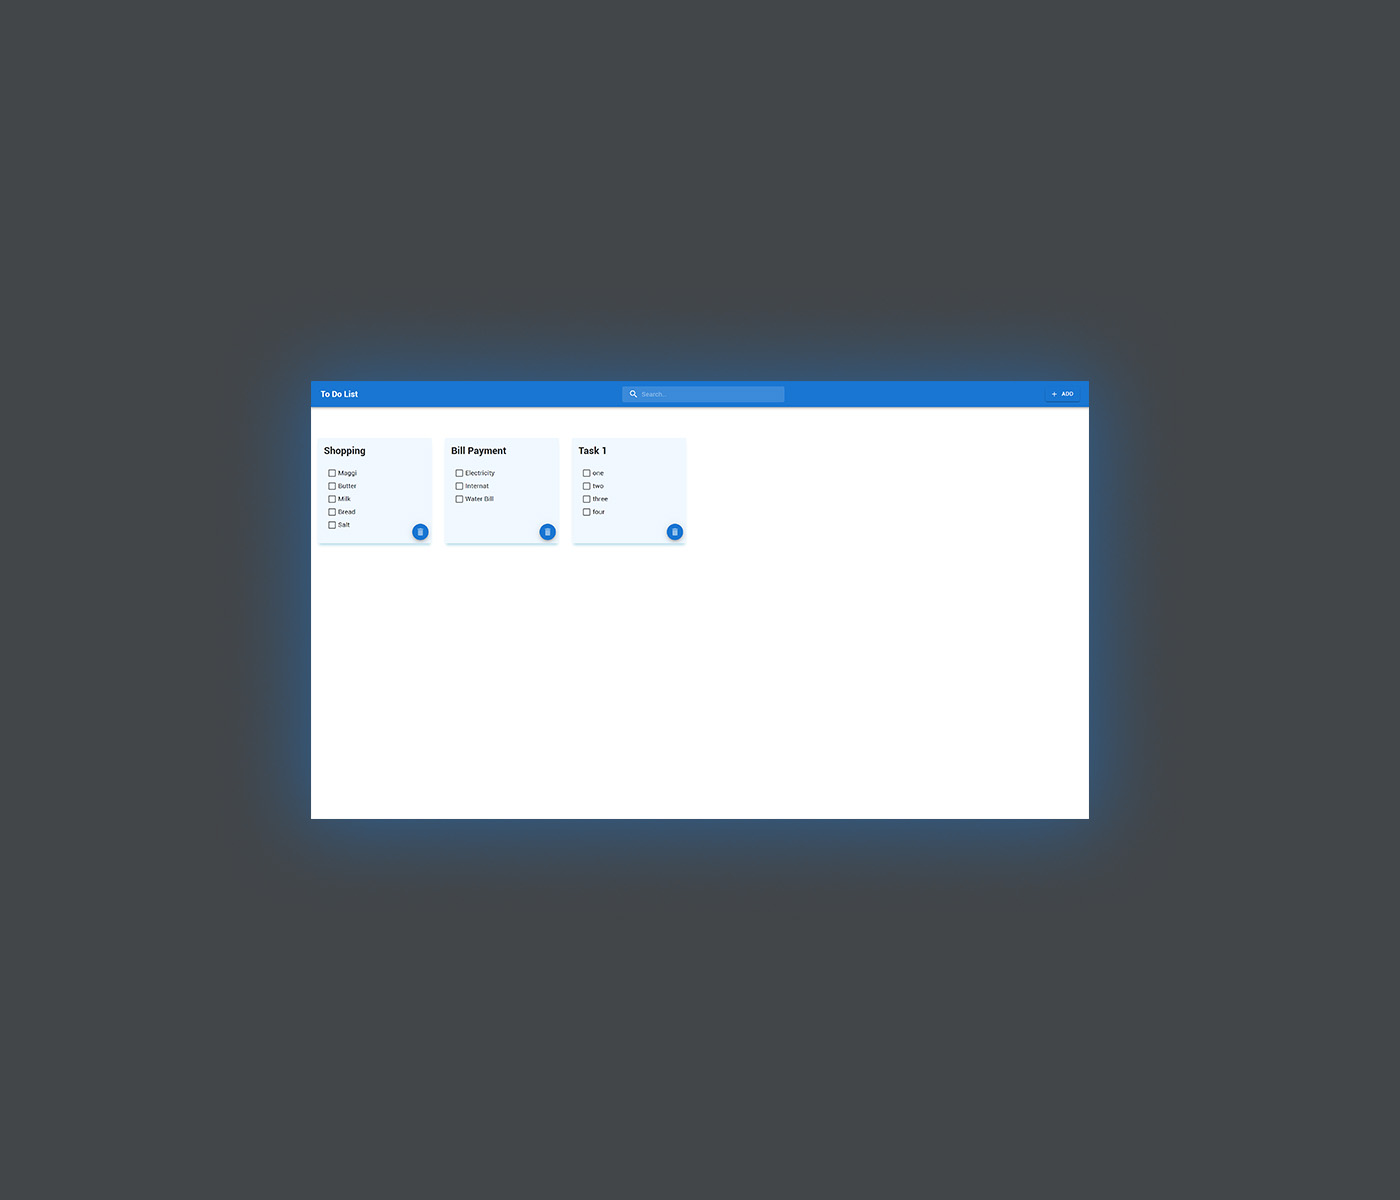 To Do List
Search...
+ ADD
Shopping
Maggi
Butter
Milk
Bread
Salt
Bill Payment
Electricity
Internat
Water Bill
Task 1
one
two
three
four